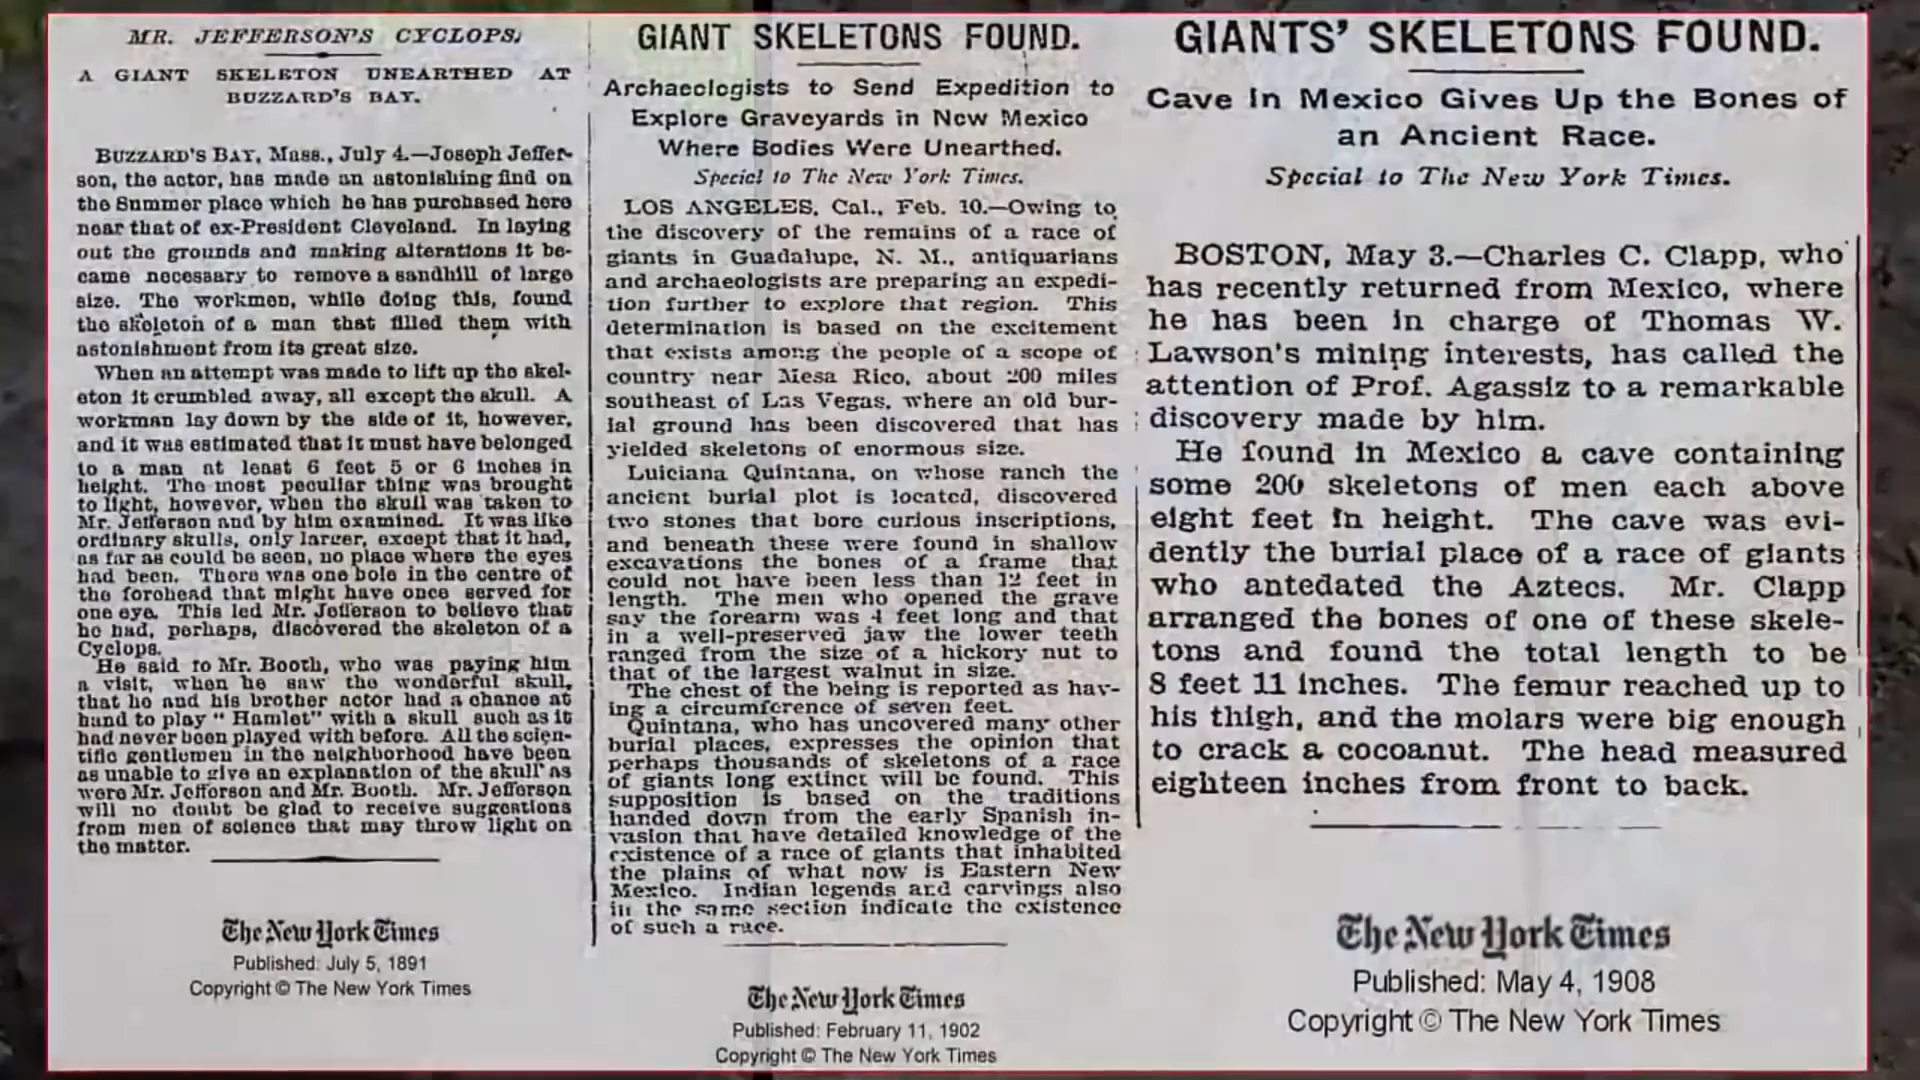 MR. JEFFERSON'S CYCLOPS.
A GIANT SKELETON UNEARTHED AT
BUZZARD'S BAY.
BUZZARD'S BAY, Mass., July 4.—Joseph Jeffer-
son, the actor, has made an astonishing find on
the Summer place which he has purchased here
near that of ex-President Cleveland. In laying
out the grounds and making alterations it be-
came necessary to remove a sandhill of large
size. The workmen, while doing this, found
the skeleton of a man that filled them with
astonishment from its great size.
When an attempt was made to lift up the skel-
eton it crumbled away, all except the skull. A
workman lay down by the side of it, however,
and it was estimated that it must have belonged
to a man at least 6 feet 5 or 6 inches in
height. The most peculiar thing was brought
to light, however, when the skull was taken to
Mr. Jefferson and by him examined. It was like
ordinary skulls, only larger, except that it had,
as far as could be seen, no place where the eyes
had been. There was one hole in the centre of
the forehead that might have once served for
one eye. This led Mr. Jefferson to believe that
he had, perhaps, discovered the skeleton of a
Cyclops.
He said to Mr. Booth, who was paying him
a visit, when he saw the wonderful skull,
that he and his brother actor had a chance at
hand to play "Hamlet" with a skull such as it
had never been played with before. All the scien-
tific gentlemen in the neighborhood have been
as unable to give an explanation of the skull as
were Mr. Jefferson and Mr. Booth. Mr. Jefferson
will no doubt be glad to receive suggestions
from men of science that may throw light on
the matter.
The New York Times
Published: July 5, 1891
Copyright © The New York Times
GIANT SKELETONS FOUND.
Archaeologists to Send Expedition to
Explore Graveyards in New Mexico
Where Bodies Were Unearthed.
Special to The New York Times.
LOS ANGELES, Cal., Feb. 10.—Owing to
the discovery of the remains of a race of
giants in Guadalupe, N. M., antiquarians
and archaeologists are preparing an expedi-
tion further to explore that region. This
determination is based on the excitement
that exists among the people of a scope of
country near Mesa Rico, about 200 miles
southeast of Las Vegas, where an old bur-
ial ground has been discovered that has
yielded skeletons of enormous size.
Luiciana Quintana, on whose ranch the
ancient burial plot is located, discovered
two stones that bore curious inscriptions,
and beneath these were found in shallow
excavations the bones of a frame that
could not have been less than 12 feet in
length. The men who opened the grave
say the forearm was 4 feet long and that
in a well-preserved jaw the lower teeth
ranged from the size of a hickory nut to
that of the largest walnut in size.
The chest of the being is reported as hav-
ing a circumference of seven feet.
Quintana, who has uncovered many other
burial places, expresses the opinion that
perhaps thousands of skeletons of a race
of giants long extinct will be found. This
supposition is based on the traditions
handed down from the early Spanish in-
vasion that have detailed knowledge of the
existence of a race of giants that inhabited
the plains of what now is Eastern New
Mexico. Indian legends and carvings also
in the same section indicate the existence
of such a race.
The New York Times
Published: February 11, 1902
Copyright © The New York Times
GIANTS' SKELETONS FOUND.
Cave in Mexico Gives Up the Bones of
an Ancient Race.
Special to The New York Times.
BOSTON, May 3.—Charles C. Clapp, who
has recently returned from Mexico, where
he has been in charge of Thomas W.
Lawson's mining interests, has called the
attention of Prof. Agassiz to a remarkable
discovery made by him.
He found in Mexico a cave containing
some 200 skeletons of men each above
eight feet in height. The cave was evi-
dently the burial place of a race of giants
who antedated the Aztecs. Mr. Clapp
arranged the bones of one of these skele-
tons and found the total length to be
8 feet 11 inches. The femur reached up to
his thigh, and the molars were big enough
to crack a cocoanut. The head measured
eighteen inches from front to back.
The New York Times
Published: May 4, 1908
Copyright © The New York Times